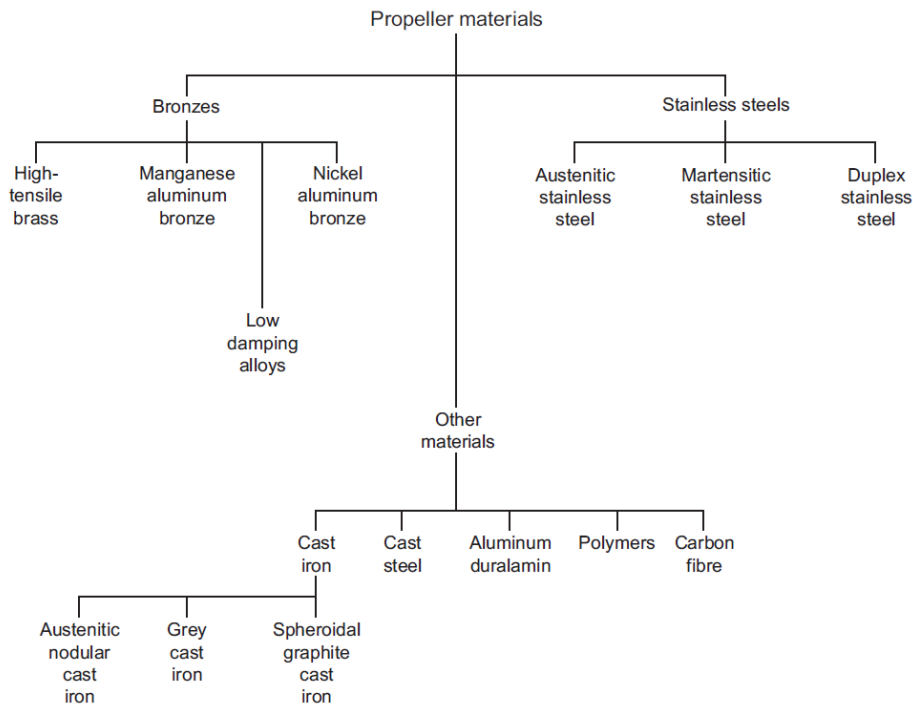 Propeller materials
Bronzes
Stainless steels
High-
tensile
brass
Manganese
aluminum
bronze
Nickel
aluminum
bronze
Austenitic
stainless
steel
Martensitic
stainless
steel
Duplex
stainless
steel
Low
damping
alloys
Other
materials
Cast
iron
Cast
steel
Aluminum
duralamin
Polymers
Carbon
fibre
Austenitic
nodular
cast
iron
Grey
cast
iron
Spheroidal
graphite
cast
iron